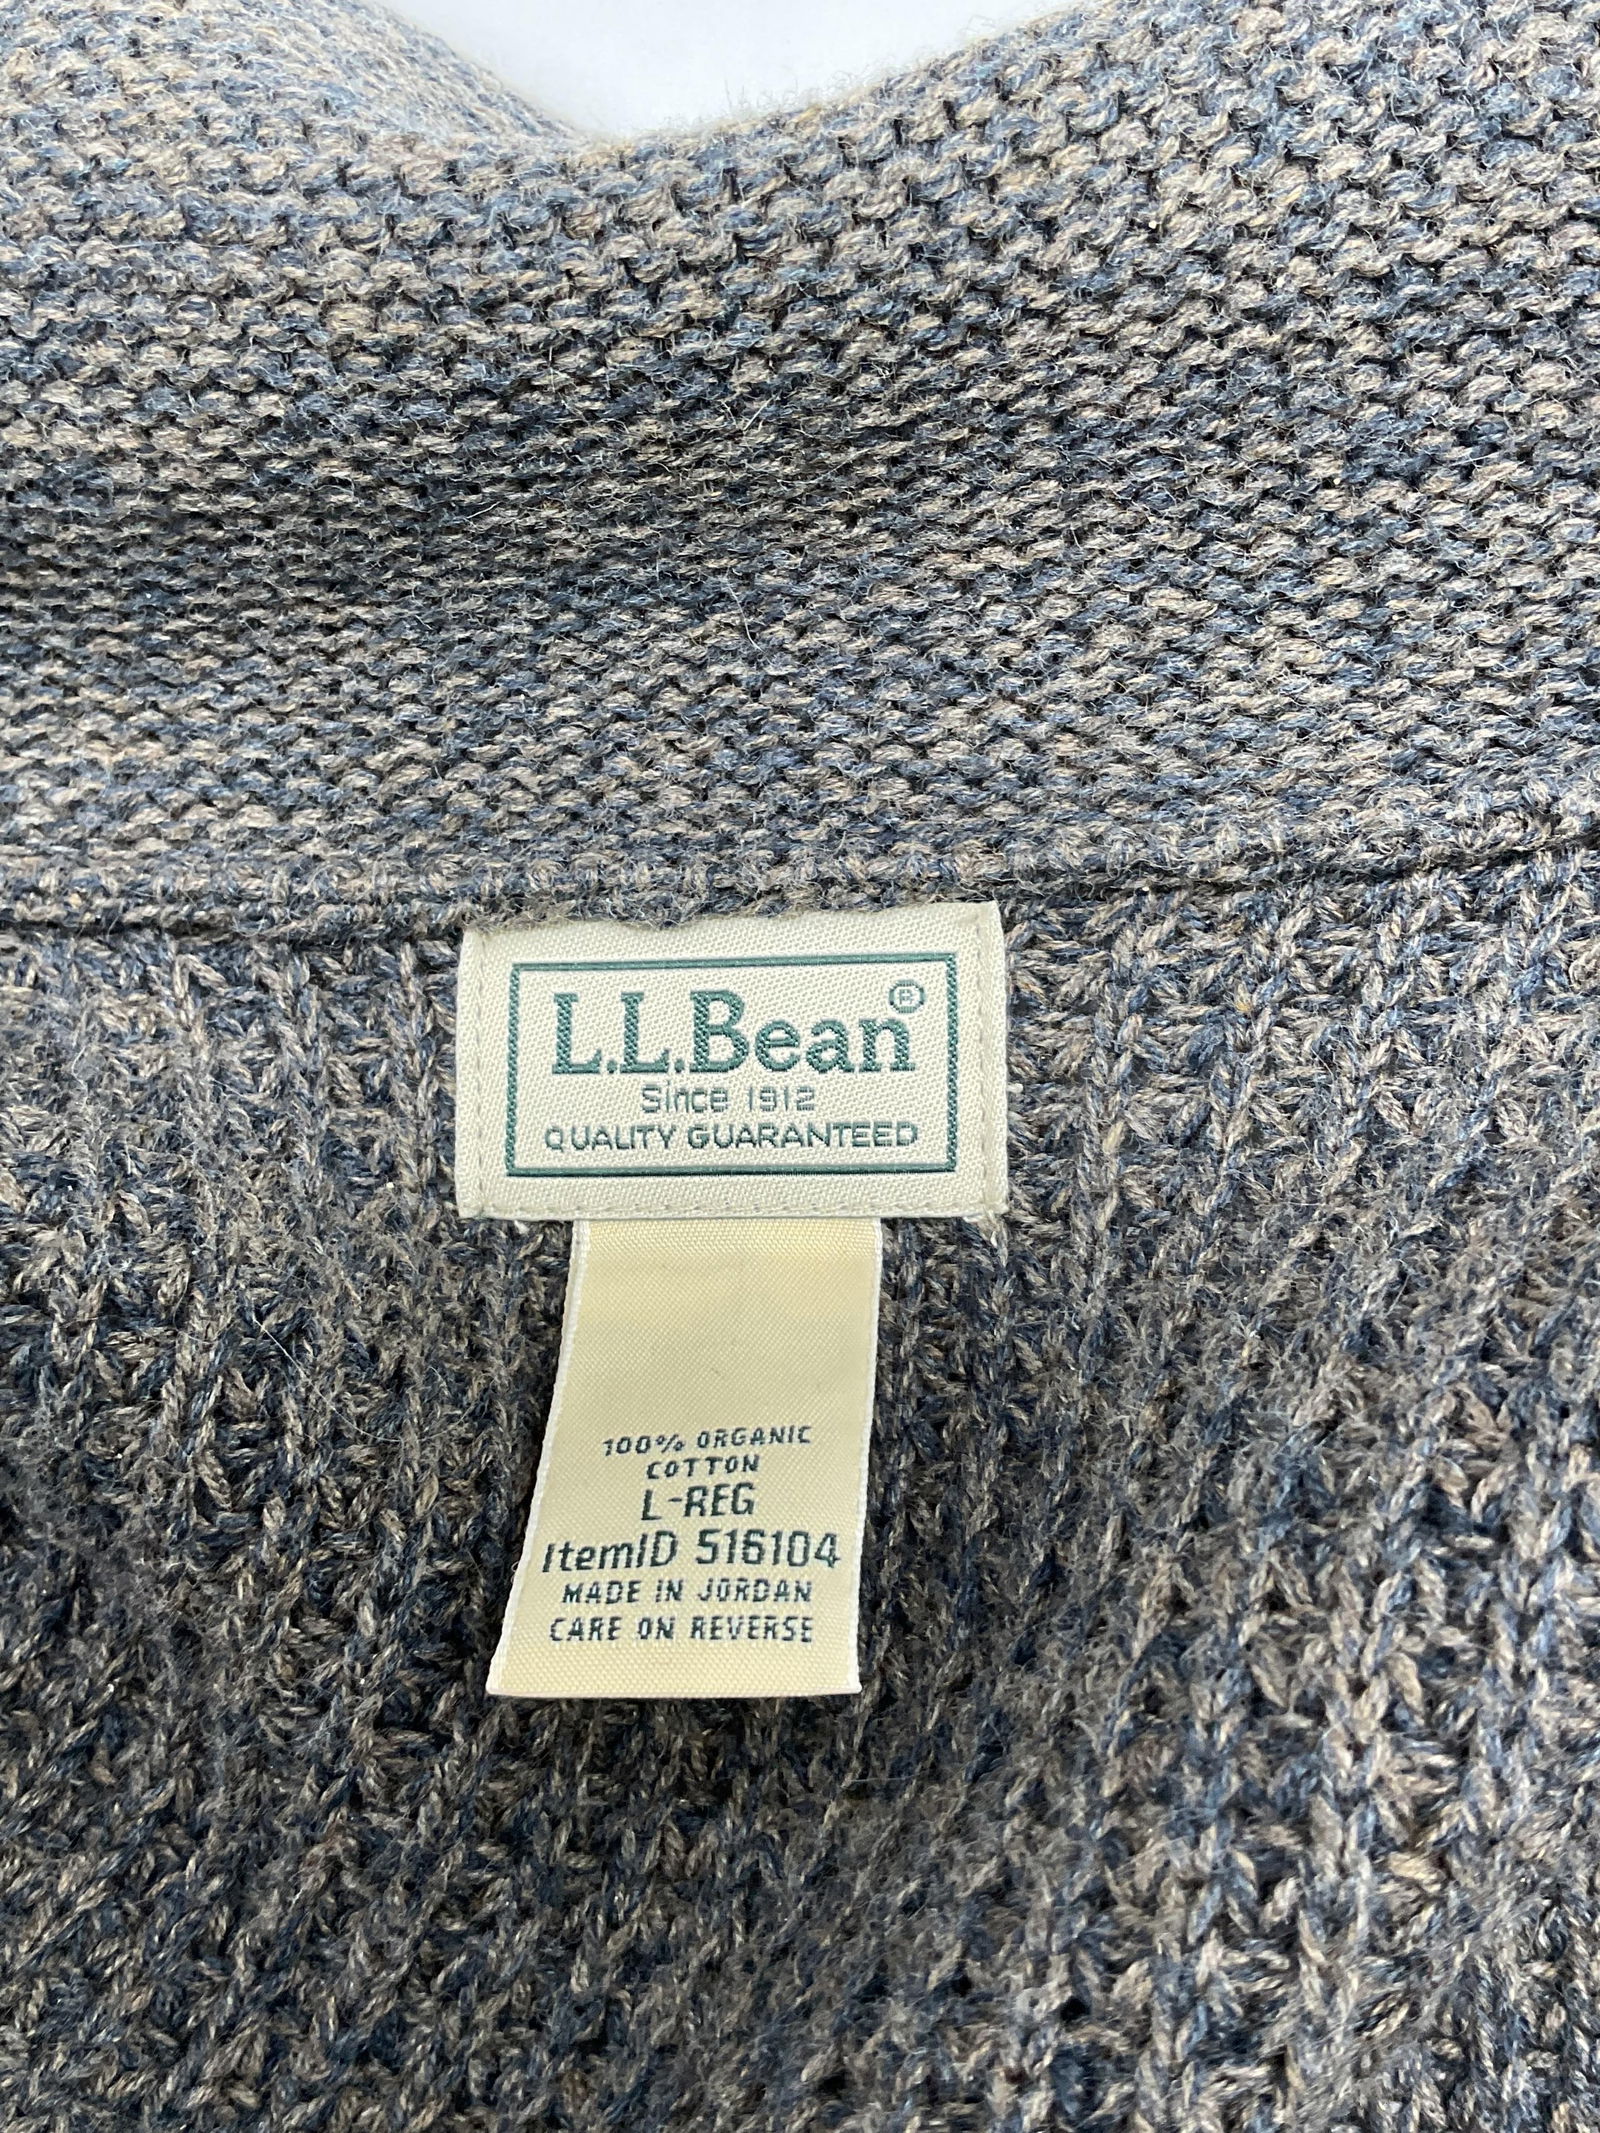 L.L.Bean®
Since 1912
QUALITY GUARANTEED
100% ORGANIC
COTTON
L-REG
ItemID 516104
MADE IN JORDAN
CARE ON REVERSE